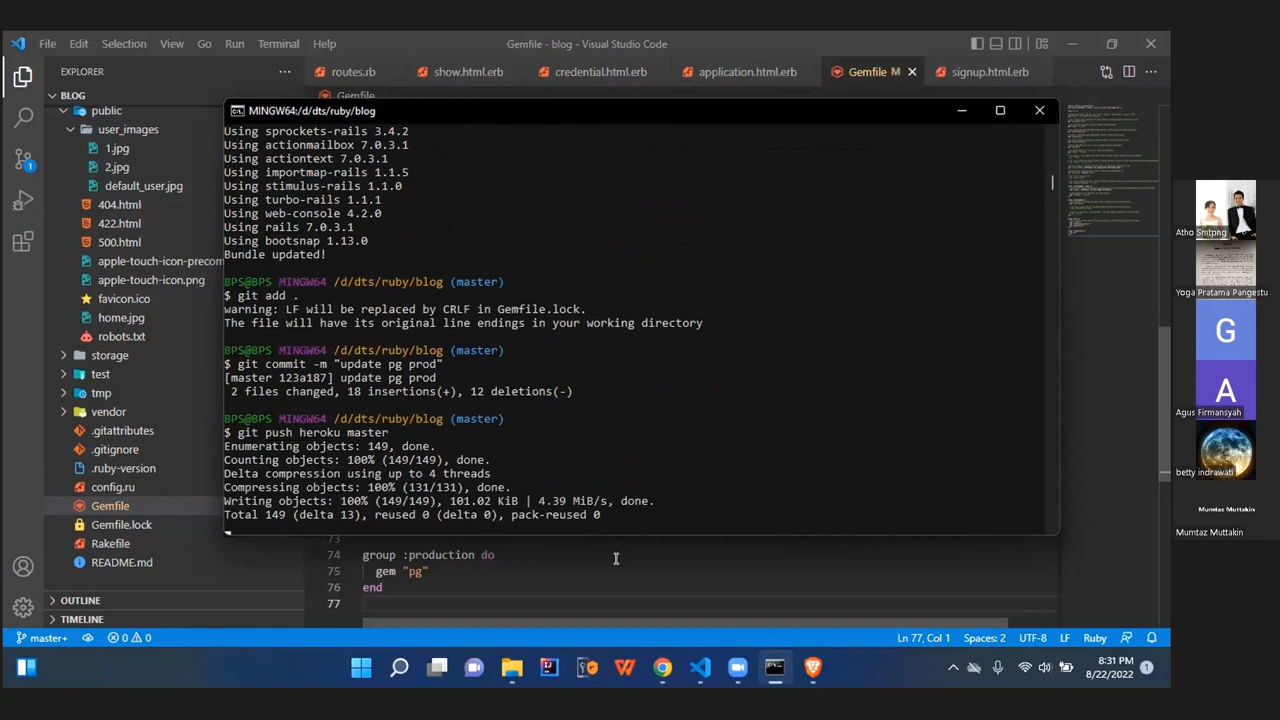 File Edit Selection View Go Run Terminal Help
Gemfile - blog - Visual Studio Code
EXPLORER
routes.rb
show.html.erb
credential.html.erb
application.html.erb
Gemfile M
signup.html.erb
BLOG
Gemfile
public
user_images
1.jpg
2.jpg
default_user.jpg
404.html
422.html
500.html
apple-touch-icon-precom
apple-touch-icon.png
favicon.ico
home.jpg
robots.txt
storage
test
tmp
vendor
.gitattributes
.gitignore
.ruby-version
config.ru
Gemfile
Gemfile.lock
Rakefile
README.md
OUTLINE
TIMELINE
MINGW64:/d/dts/ruby/blog
Using sprockets-rails 3.4.2
Using actionmailbox 7.0.3.1
Using actiontext 7.0.3.1
Using importmap-rails 1.1.5
Using stimulus-rails 1.1.0
Using turbo-rails 1.1.1
Using web-console 4.2.0
Using rails 7.0.3.1
Using bootsnap 1.13.0
Bundle updated!
BPS@BPS MINGW64 /d/dts/ruby/blog (master)
$ git add .
warning: LF will be replaced by CRLF in Gemfile.lock.
The file will have its original line endings in your working directory
BPS@BPS MINGW64 /d/dts/ruby/blog (master)
$ git commit -m "update pg prod"
[master 123a187] update pg prod
2 files changed, 18 insertions(+), 12 deletions(-)
BPS@BPS MINGW64 /d/dts/ruby/blog (master)
$ git push heroku master
Enumerating objects: 149, done.
Counting objects: 100% (149/149), done.
Delta compression using up to 4 threads
Compressing objects: 100% (131/131), done.
Writing objects: 100% (149/149), 101.02 KiB | 4.39 MiB/s, done.
Total 149 (delta 13), reused 0 (delta 0), pack-reused 0
73
74 group :production do
75 gem "pg"
76 end
77
master+
0 0
Ln 77, Col 1
Spaces: 2
UTF-8
LF
Ruby
8:31 PM
8/22/2022
1
1
Atho Smtpng
Yoga Pratama Pangestu
G
A
Agus Firmansyah
betty indrawati
Mumtaz Muttakin
Mumtaz Muttakin